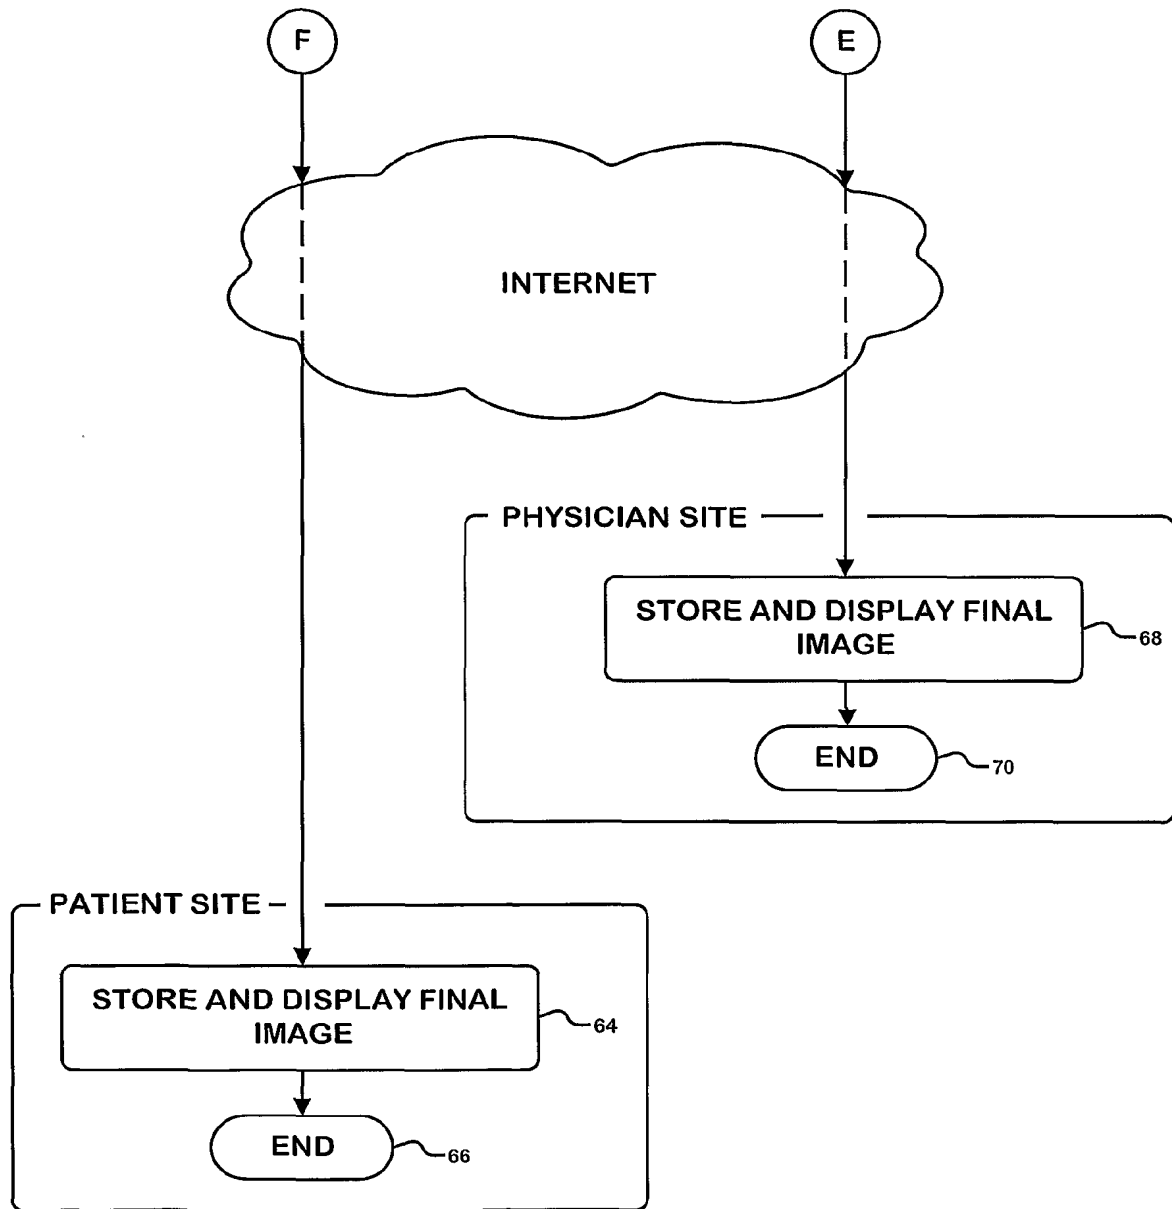 F
E
INTERNET
PHYSICIAN SITE
STORE AND DISPLAY FINAL
IMAGE
68
END
70
PATIENT SITE
STORE AND DISPLAY FINAL
IMAGE
64
END
66